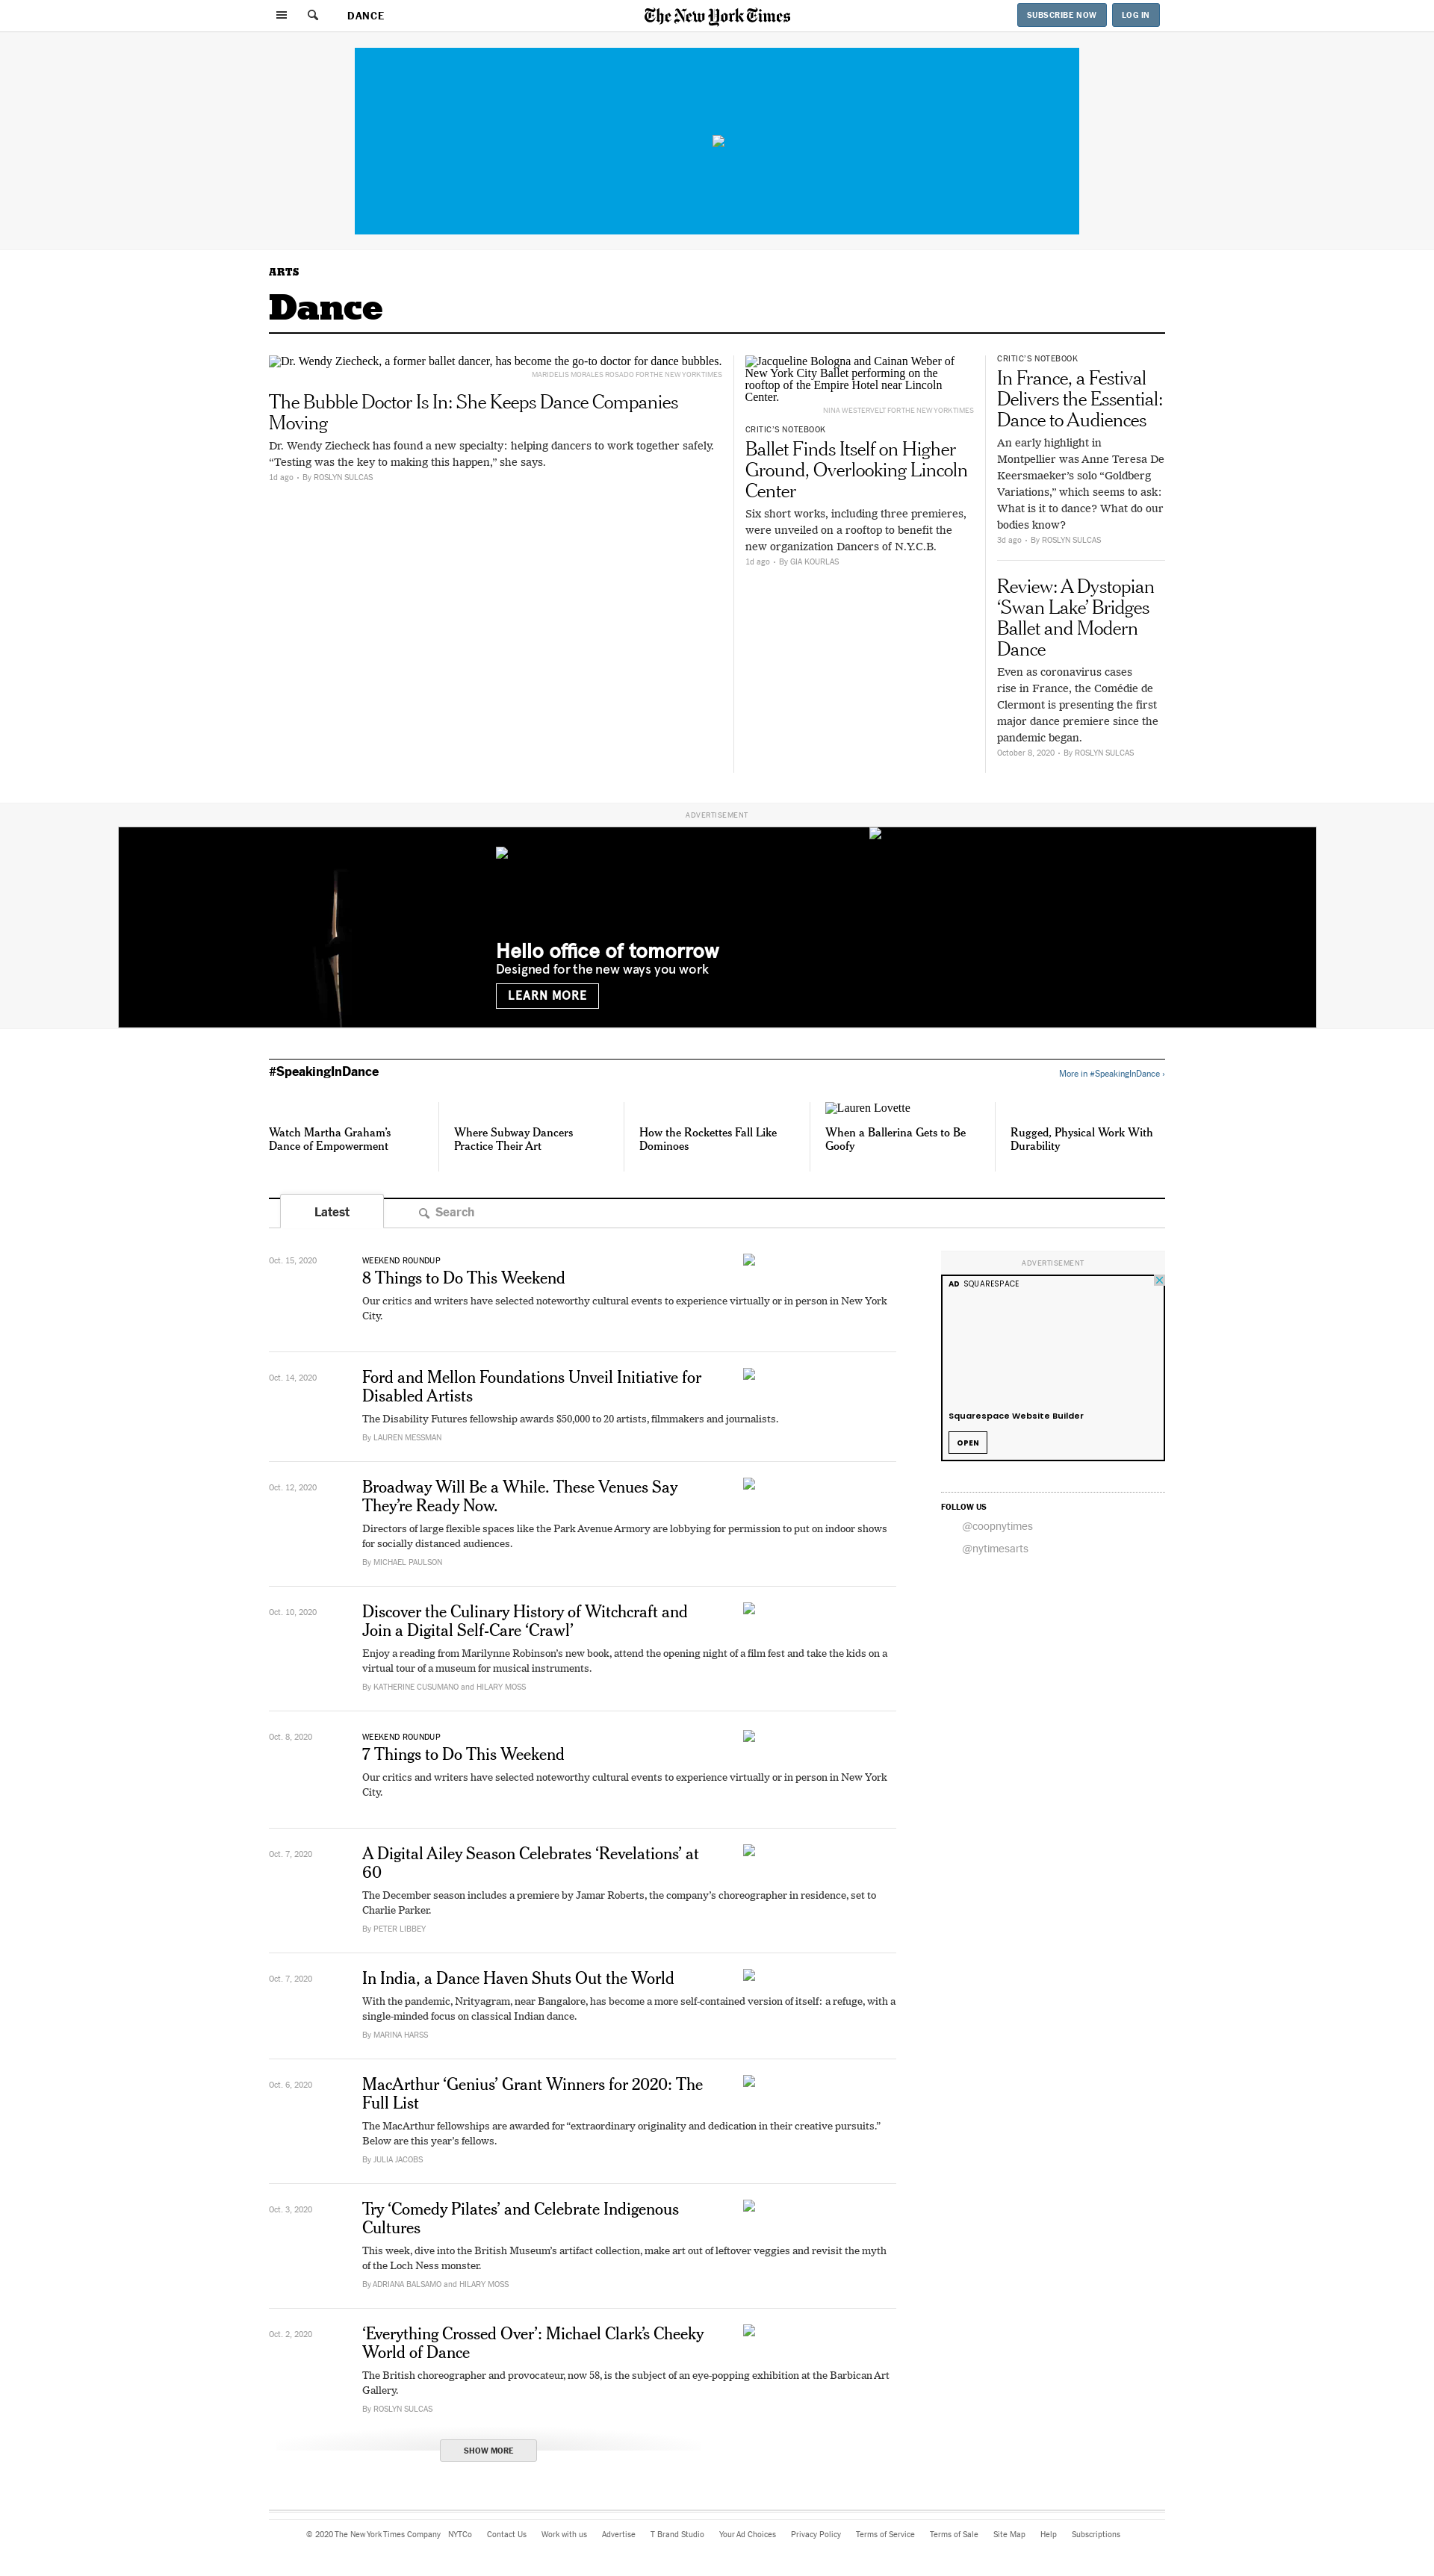 DANCE
The New York Times
SUBSCRIBE NOW
LOG IN
ARTS
Dance
Dr. Wendy Ziecheck, a former ballet dancer, has become the go-to doctor for dance bubbles.
MARIDELIS MORALES ROSADO FOR THE NEW YORK TIMES
The Bubble Doctor Is In: She Keeps Dance Companies
Moving
Dr. Wendy Ziecheck has found a new specialty: helping dancers to work together safely.
“Testing was the key to making this happen,” she says.
1d ago • By ROSLYN SULCAS
Jacqueline Bologna and Cainan Weber of
New York City Ballet performing on the
rooftop of the Empire Hotel near Lincoln
Center.
NINA WESTERVELT FOR THE NEW YORK TIMES
CRITIC’S NOTEBOOK
Ballet Finds Itself on Higher
Ground, Overlooking Lincoln
Center
Six short works, including three premieres,
were unveiled on a rooftop to benefit the
new organization Dancers of N.Y.C.B.
1d ago • By GIA KOURLAS
CRITIC’S NOTEBOOK
In France, a Festival
Delivers the Essential:
Dance to Audiences
An early highlight in
Montpellier was Anne Teresa De
Keersmaeker’s solo “Goldberg
Variations,” which seems to ask:
What is it to dance? What do our
bodies know?
3d ago • By ROSLYN SULCAS
Review: A Dystopian
‘Swan Lake’ Bridges
Ballet and Modern
Dance
Even as coronavirus cases
rise in France, the Comédie de
Clermont is presenting the first
major dance premiere since the
pandemic began.
October 8, 2020 • By ROSLYN SULCAS
ADVERTISEMENT
Hello office of tomorrow
Designed for the new ways you work
LEARN MORE
#SpeakingInDance
More in #SpeakingInDance ›
Watch Martha Graham’s
Dance of Empowerment
Where Subway Dancers
Practice Their Art
How the Rockettes Fall Like
Dominoes
Lauren Lovette
When a Ballerina Gets to Be
Goofy
Rugged, Physical Work With
Durability
Latest
Search
Oct. 15, 2020
WEEKEND ROUNDUP
8 Things to Do This Weekend
Our critics and writers have selected noteworthy cultural events to experience virtually or in person in New York
City.
Oct. 14, 2020
Ford and Mellon Foundations Unveil Initiative for
Disabled Artists
The Disability Futures fellowship awards $50,000 to 20 artists, filmmakers and journalists.
By LAUREN MESSMAN
Oct. 12, 2020
Broadway Will Be a While. These Venues Say
They’re Ready Now.
Directors of large flexible spaces like the Park Avenue Armory are lobbying for permission to put on indoor shows
for socially distanced audiences.
By MICHAEL PAULSON
Oct. 10, 2020
Discover the Culinary History of Witchcraft and
Join a Digital Self-Care ‘Crawl’
Enjoy a reading from Marilynne Robinson’s new book, attend the opening night of a film fest and take the kids on a
virtual tour of a museum for musical instruments.
By KATHERINE CUSUMANO and HILARY MOSS
Oct. 8, 2020
WEEKEND ROUNDUP
7 Things to Do This Weekend
Our critics and writers have selected noteworthy cultural events to experience virtually or in person in New York
City.
Oct. 7, 2020
A Digital Ailey Season Celebrates ‘Revelations’ at
60
The December season includes a premiere by Jamar Roberts, the company’s choreographer in residence, set to
Charlie Parker.
By PETER LIBBEY
Oct. 7, 2020
In India, a Dance Haven Shuts Out the World
With the pandemic, Nrityagram, near Bangalore, has become a more self-contained version of itself: a refuge, with a
single-minded focus on classical Indian dance.
By MARINA HARSS
Oct. 6, 2020
MacArthur ‘Genius’ Grant Winners for 2020: The
Full List
The MacArthur fellowships are awarded for “extraordinary originality and dedication in their creative pursuits.”
Below are this year’s fellows.
By JULIA JACOBS
Oct. 3, 2020
Try ‘Comedy Pilates’ and Celebrate Indigenous
Cultures
This week, dive into the British Museum’s artifact collection, make art out of leftover veggies and revisit the myth
of the Loch Ness monster.
By ADRIANA BALSAMO and HILARY MOSS
Oct. 2, 2020
‘Everything Crossed Over’: Michael Clark’s Cheeky
World of Dance
The British choreographer and provocateur, now 58, is the subject of an eye-popping exhibition at the Barbican Art
Gallery.
By ROSLYN SULCAS
SHOW MORE
ADVERTISEMENT
AD SQUARESPACE
Squarespace Website Builder
OPEN
FOLLOW US
@coopnytimes
@nytimesarts
© 2020 The New York Times Company NYTCo Contact Us Work with us Advertise T Brand Studio Your Ad Choices Privacy Policy Terms of Service Terms of Sale Site Map Help Subscriptions